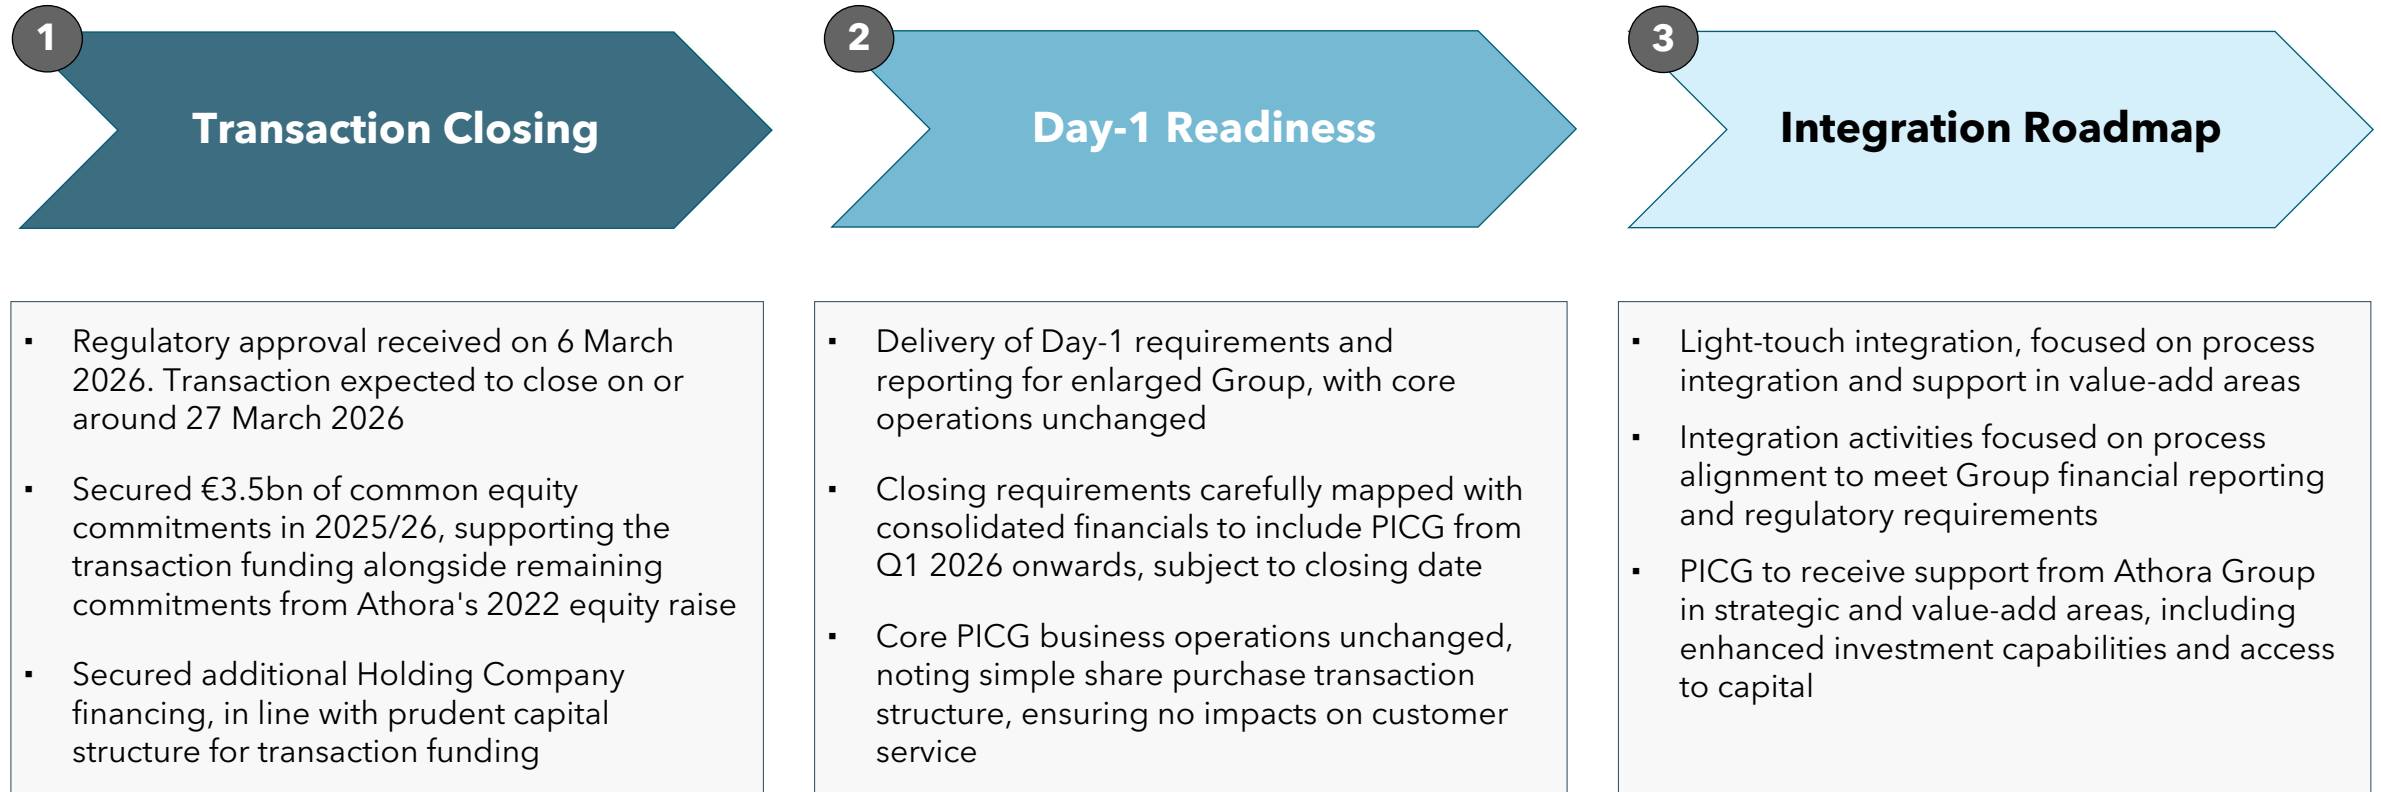 1
Transaction Closing
▪ Regulatory approval received on 6 March
2026. Transaction expected to close on or
around 27 March 2026
▪ Secured €3.5bn of common equity
commitments in 2025/26, supporting the
transaction funding alongside remaining
commitments from Athora's 2022 equity raise
▪ Secured additional Holding Company
financing, in line with prudent capital
structure for transaction funding
2
Day-1 Readiness
▪ Delivery of Day-1 requirements and
reporting for enlarged Group, with core
operations unchanged
▪ Closing requirements carefully mapped with
consolidated financials to include PICG from
Q1 2026 onwards, subject to closing date
▪ Core PICG business operations unchanged,
noting simple share purchase transaction
structure, ensuring no impacts on customer
service
3
Integration Roadmap
▪ Light-touch integration, focused on process
integration and support in value-add areas
▪ Integration activities focused on process
alignment to meet Group financial reporting
and regulatory requirements
▪ PICG to receive support from Athora Group
in strategic and value-add areas, including
enhanced investment capabilities and access
to capital